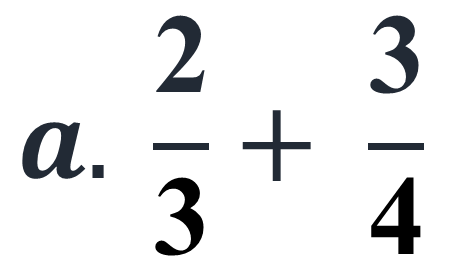 a. 2/3 + 3/4